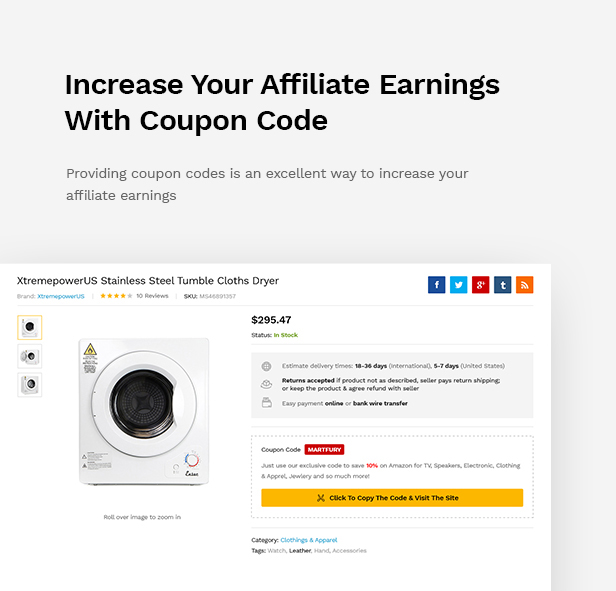 Increase Your Affiliate Earnings
With Coupon Code
Providing coupon codes is an excellent way to increase your
affiliate earnings
XtremepowerUS Stainless Steel Tumble Cloths Dryer
Brand: XtremepowerUS | 10 Reviews | SKU: MS46891357
f g+ t
$295.47
Status: In Stock
Estimate delivery times: 18-36 days (International), 5-7 days (United States)
Returns accepted if product not as described, seller pays return shipping;
or keep the product & agree refund with seller
Easy payment online or bank wire transfer
Coupon Code MARTFURY
Just use our exclusive code to save 10% on Amazon for TV, Speakers, Electronic, Clothing
& Apprel, Jewlery and so much more!
Click To Copy The Code & Visit The Site
Roll over image to zoom in
Category: Clothings & Apparel
Tags: Watch, Leather, Hand, Accessories